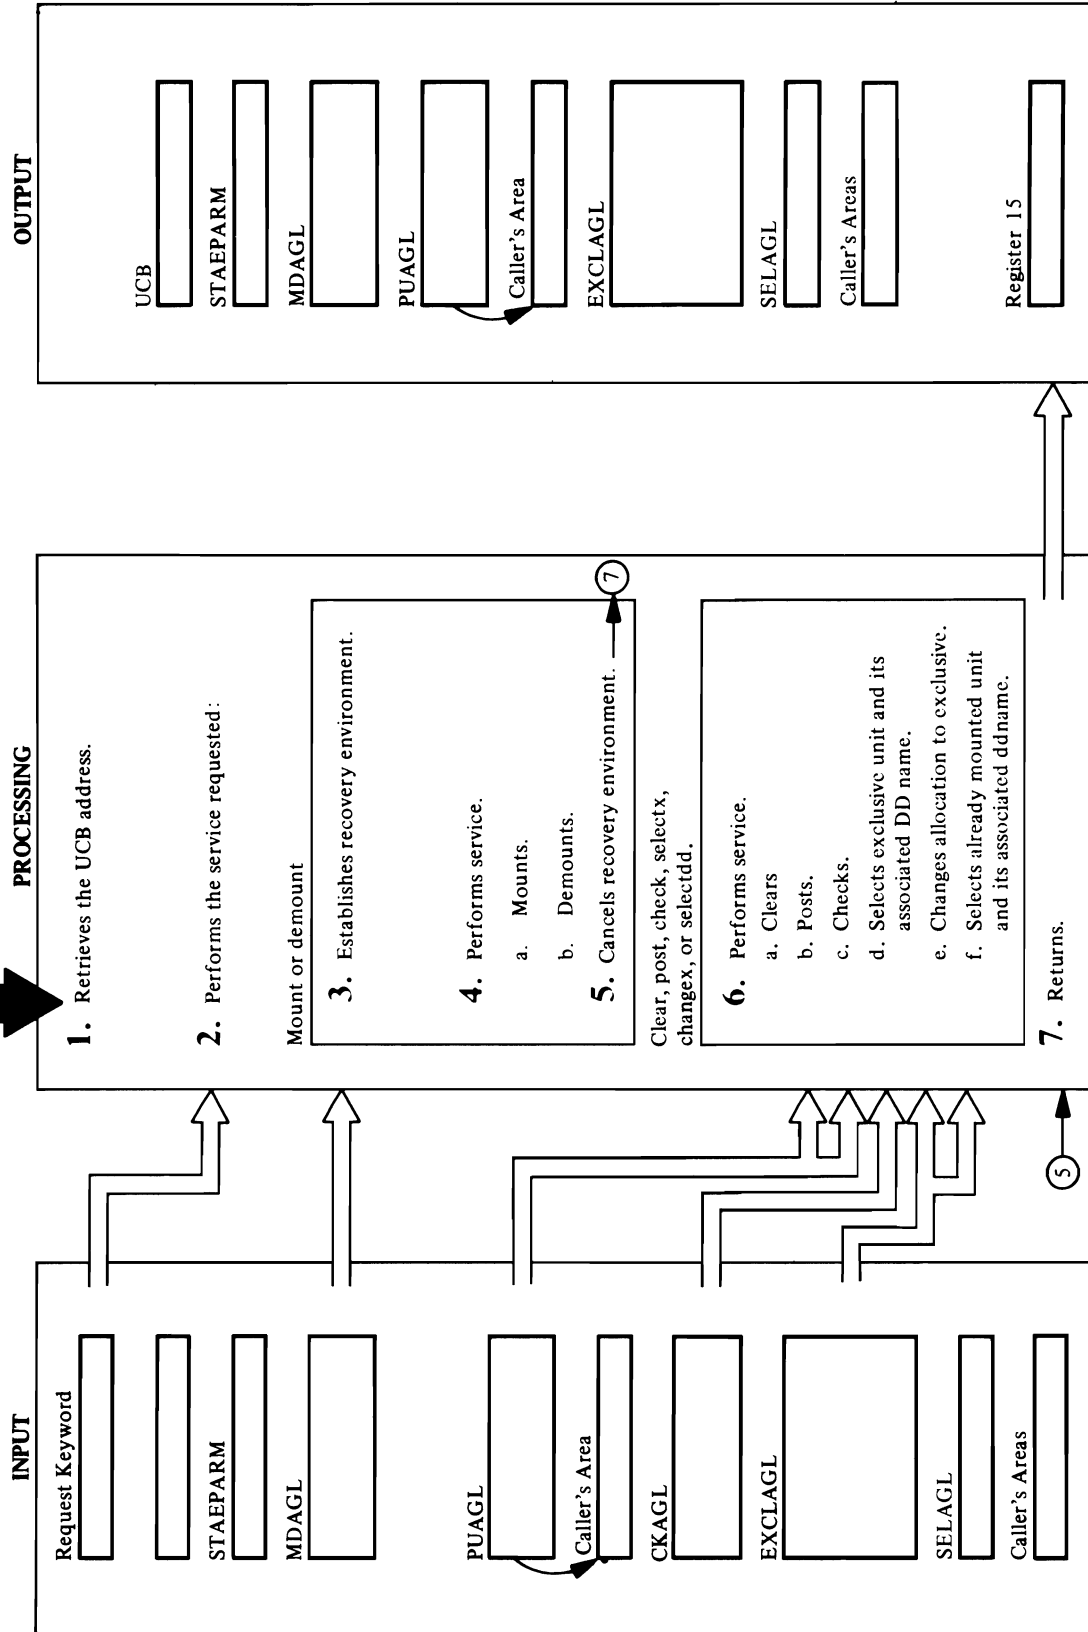 INPUT
Request Keyword
STAEPARM
MDAGL
PUAGL
Caller's Area
CKAGL
EXCLAGL
SELAGL
Caller's Areas
PROCESSING
1. Retrieves the UCB address.
2. Performs the service requested:
Mount or demount
3. Establishes recovery environment.
4. Performs service.
a. Mounts.
b. Demounts.
5. Cancels recovery environment.
7
Clear, post, check, selectx,
changex, or selectdd.
6. Performs service.
a. Clears
b. Posts.
c. Checks.
d. Selects exclusive unit and its
associated DD name.
e. Changes allocation to exclusive.
f. Selects already mounted unit
and its associated ddname.
5
7. Returns.
OUTPUT
UCB
STAEPARM
MDAGL
PUAGL
Caller's Area
EXCLAGL
SELAGL
Caller's Areas
Register 15